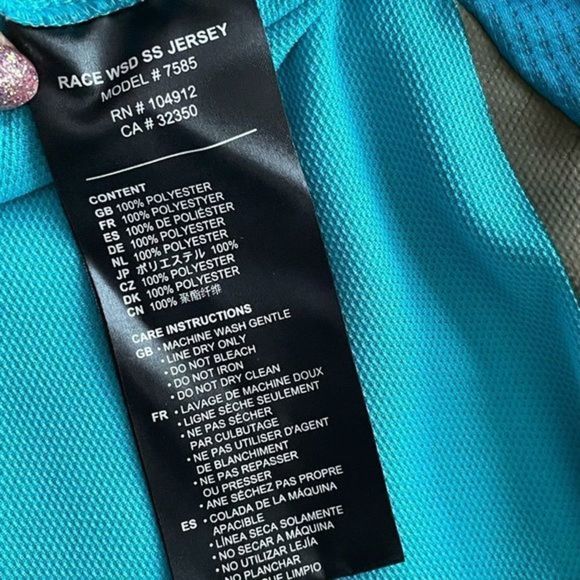 RACE WSD SS JERSEY
MODEL # 7585
RN # 104912
CA # 32350
CONTENT
GB 100% POLYESTER
FR 100% POLYESTYER
ES 100% DE POLIÉSTER
DE 100% POLYESTER
NL 100% POLYESTER
JP ポリエステル 100%
CZ 100% POLYESTER
DK 100% POLYESTER
CN 100% 聚酯纤维
CARE INSTRUCTIONS
GB • MACHINE WASH GENTLE
• LINE DRY ONLY
• DO NOT BLEACH
• DO NOT IRON
• DO NOT DRY CLEAN
FR • LAVAGE DE MACHINE DOUX
• LIGNE SÈCHE SEULEMENT
• NE PAS SÉCHER
PAR CULBUTAGE
• NE PAS UTILISER D'AGENT
DE BLANCHIMENT
• NE PAS REPASSER
OU PRESSER
• ANE SÉCHEZ PAS PROPRE
ES • COLADA DE LA MÁQUINA
APACIBLE
• LÍNEA SECA SOLAMENTE
• NO SECAR A MÁQUINA
• NO UTILIZAR LEJÍA
• NO PLANCHAR
QUE LIMPIO